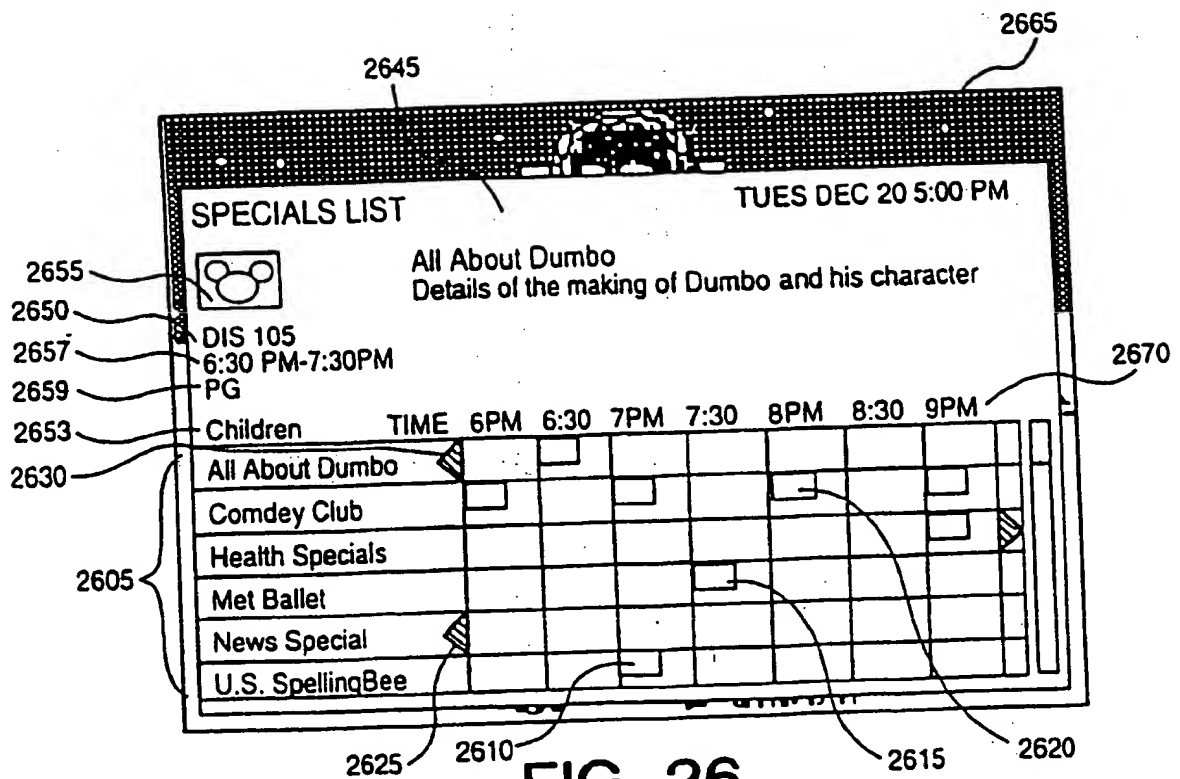 2665
2645
SPECIALS LIST
TUES DEC 20 5:00 PM
2655
All About Dumbo
Details of the making of Dumbo and his character
2650
DIS 105
2657
6:30 PM-7:30PM
2659
PG
2670
2653
Children TIME 6PM 6:30 7PM 7:30 8PM 8:30 9PM
2630
All About Dumbo
Comdey Club
Health Specials
2605
Met Ballet
News Special
U.S. SpellingBee
2625
2610
2615
2620
FIG. 26